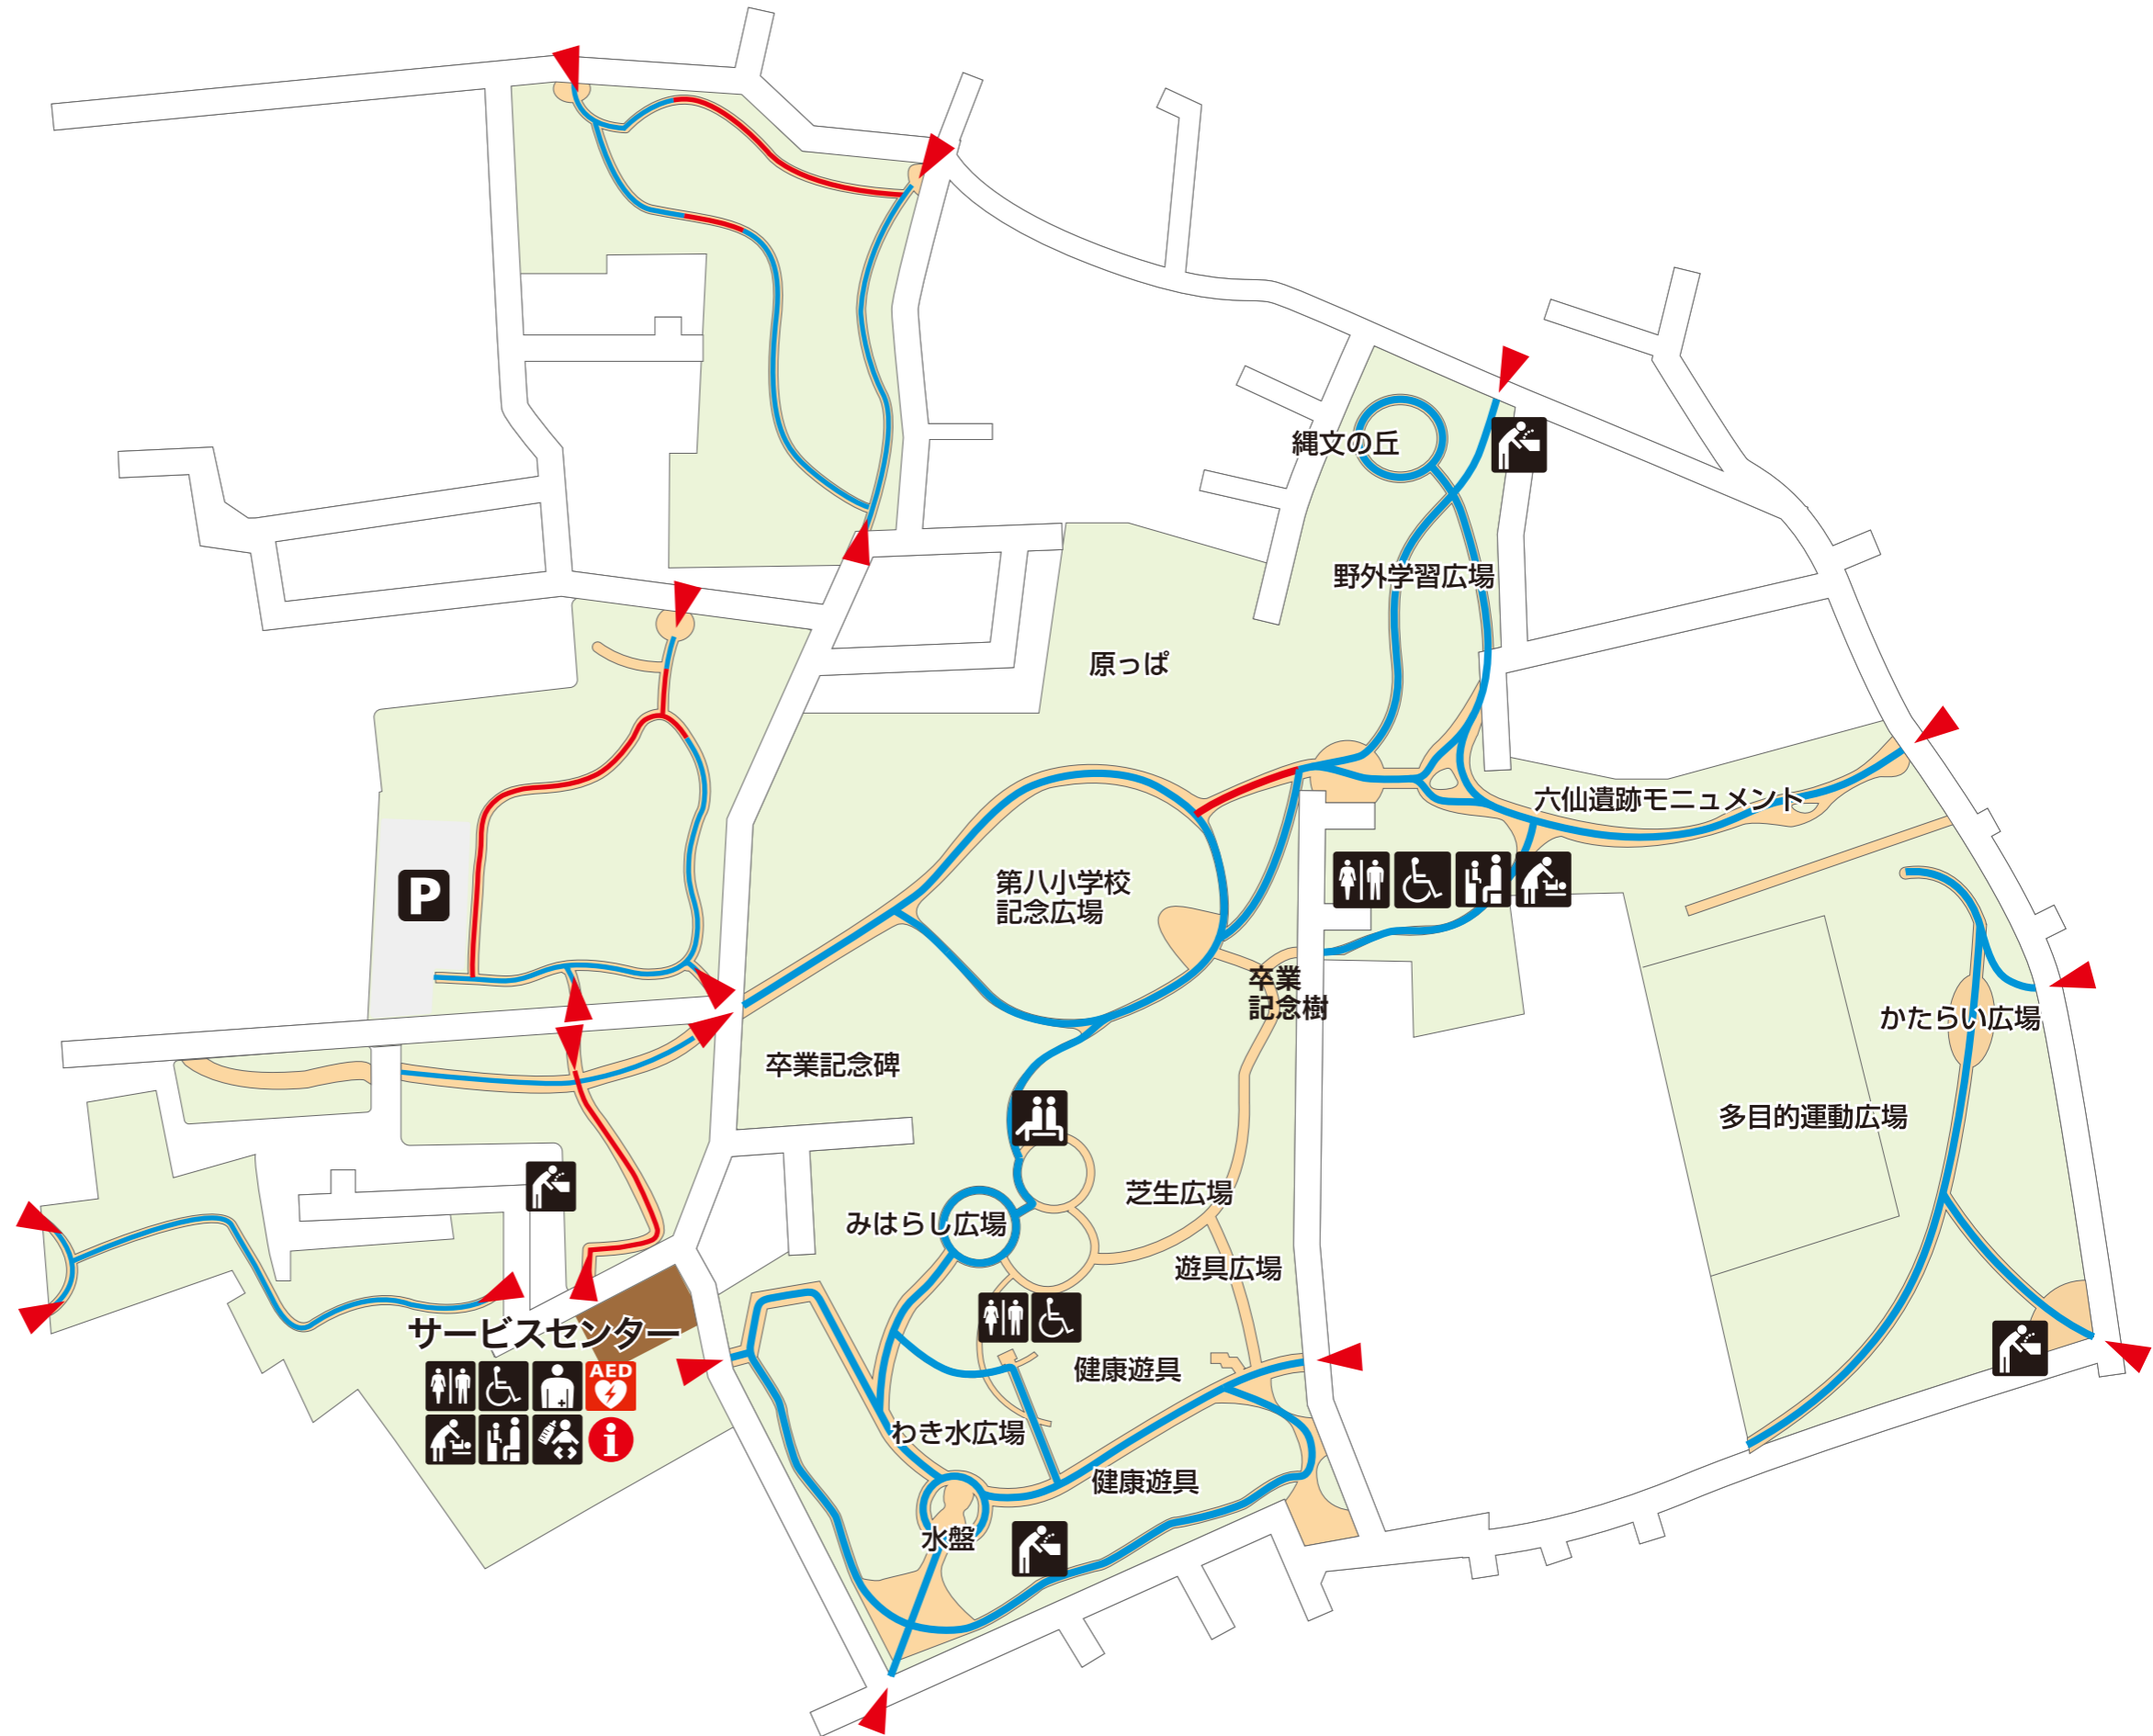 縄文の丘
野外学習広場
原っぱ
六仙遺跡モニュメント
P
第八小学校
記念広場
卒業
記念樹
かたらい広場
卒業記念碑
多目的運動広場
芝生広場
みはらし広場
遊具広場
サービスセンター
AED
i
健康遊具
わき水広場
健康遊具
水盤